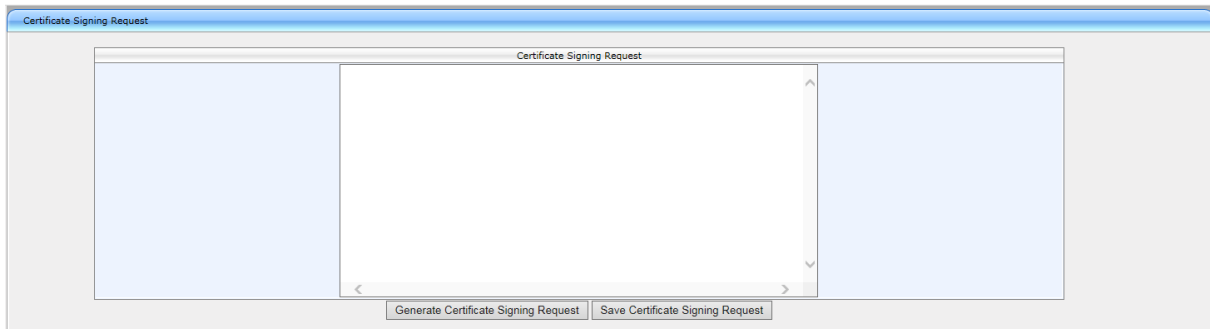 Certificate Signing Request
Certificate Signing Request
Generate Certificate Signing Request Save Certificate Signing Request